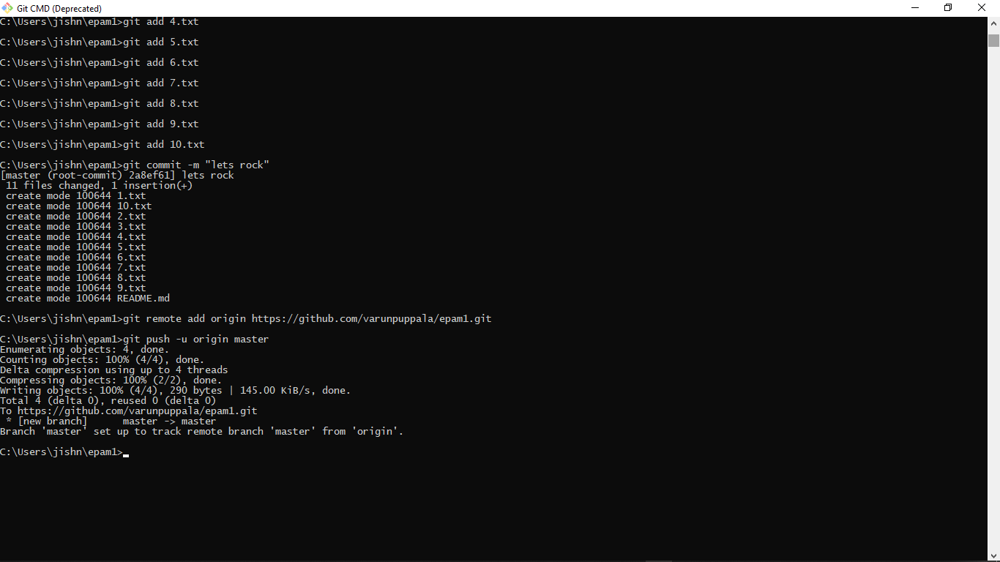 Git CMD (Deprecated)
C:\Users\jishn\epam1>git add 4.txt
C:\Users\jishn\epam1>git add 5.txt
C:\Users\jishn\epam1>git add 6.txt
C:\Users\jishn\epam1>git add 7.txt
C:\Users\jishn\epam1>git add 8.txt
C:\Users\jishn\epam1>git add 9.txt
C:\Users\jishn\epam1>git add 10.txt
C:\Users\jishn\epam1>git commit -m "lets rock"
[master (root-commit) 2a8ef61] lets rock
 11 files changed, 1 insertion(+)
 create mode 100644 1.txt
 create mode 100644 10.txt
 create mode 100644 2.txt
 create mode 100644 3.txt
 create mode 100644 4.txt
 create mode 100644 5.txt
 create mode 100644 6.txt
 create mode 100644 7.txt
 create mode 100644 8.txt
 create mode 100644 9.txt
 create mode 100644 README.md
C:\Users\jishn\epam1>git remote add origin https://github.com/varunpuppala/epam1.git
C:\Users\jishn\epam1>git push -u origin master
Enumerating objects: 4, done.
Counting objects: 100% (4/4), done.
Delta compression using up to 4 threads
Compressing objects: 100% (2/2), done.
Writing objects: 100% (4/4), 290 bytes | 145.00 KiB/s, done.
Total 4 (delta 0), reused 0 (delta 0)
To https://github.com/varunpuppala/epam1.git
 * [new branch]      master -> master
Branch 'master' set up to track remote branch 'master' from 'origin'.
C:\Users\jishn\epam1>